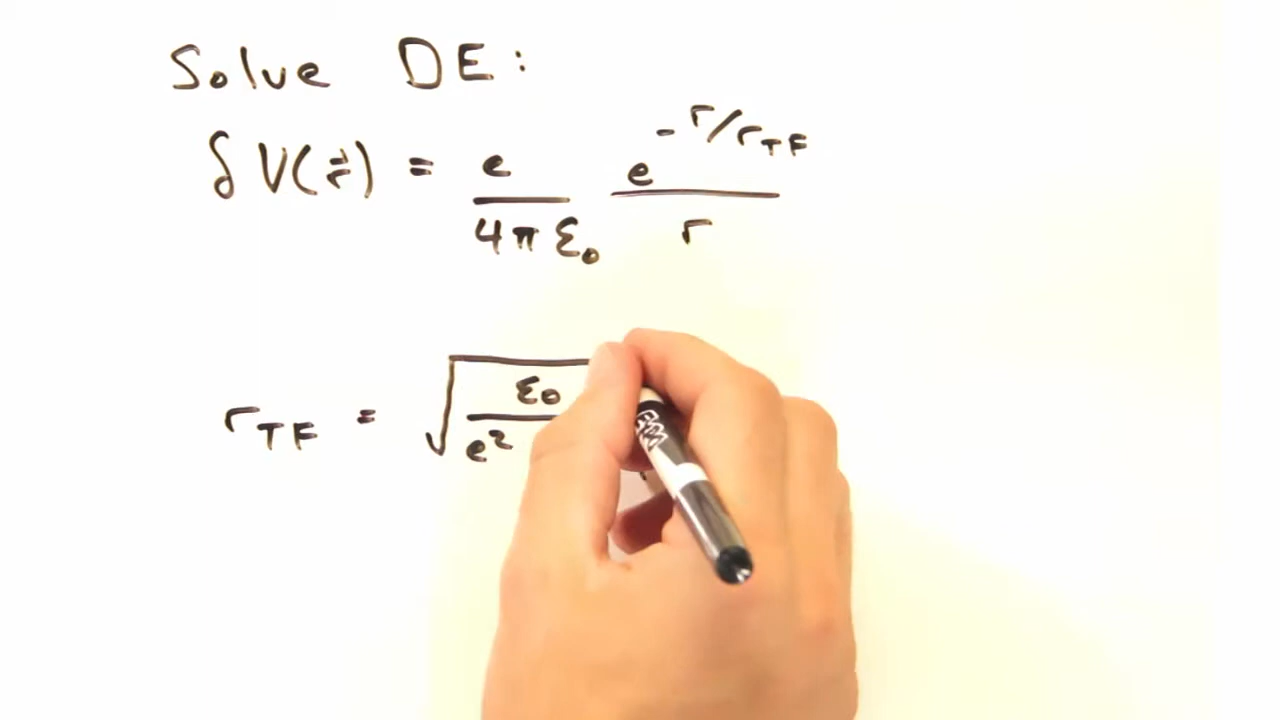 Solve DE:
δV(r⃗) = e/(4πε₀) e^(-r/r_TF)/r
r_TF = √(ε₀/e²